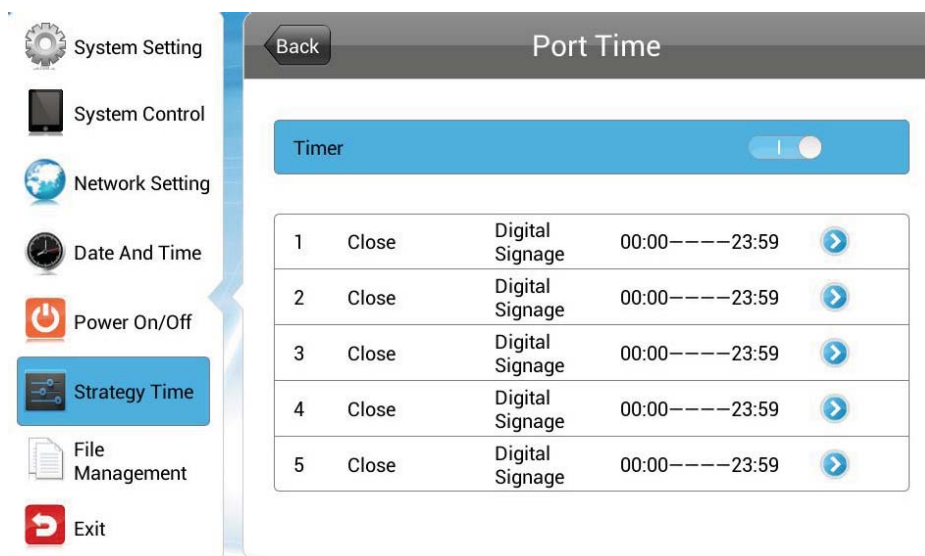 System Setting
System Control
Network Setting
Date And Time
Power On/Off
Strategy Time
File
Management
Exit
Back
Port Time
Timer
1 Close Digital Signage 00:00----23:59
2 Close Digital Signage 00:00----23:59
3 Close Digital Signage 00:00----23:59
4 Close Digital Signage 00:00----23:59
5 Close Digital Signage 00:00----23:59